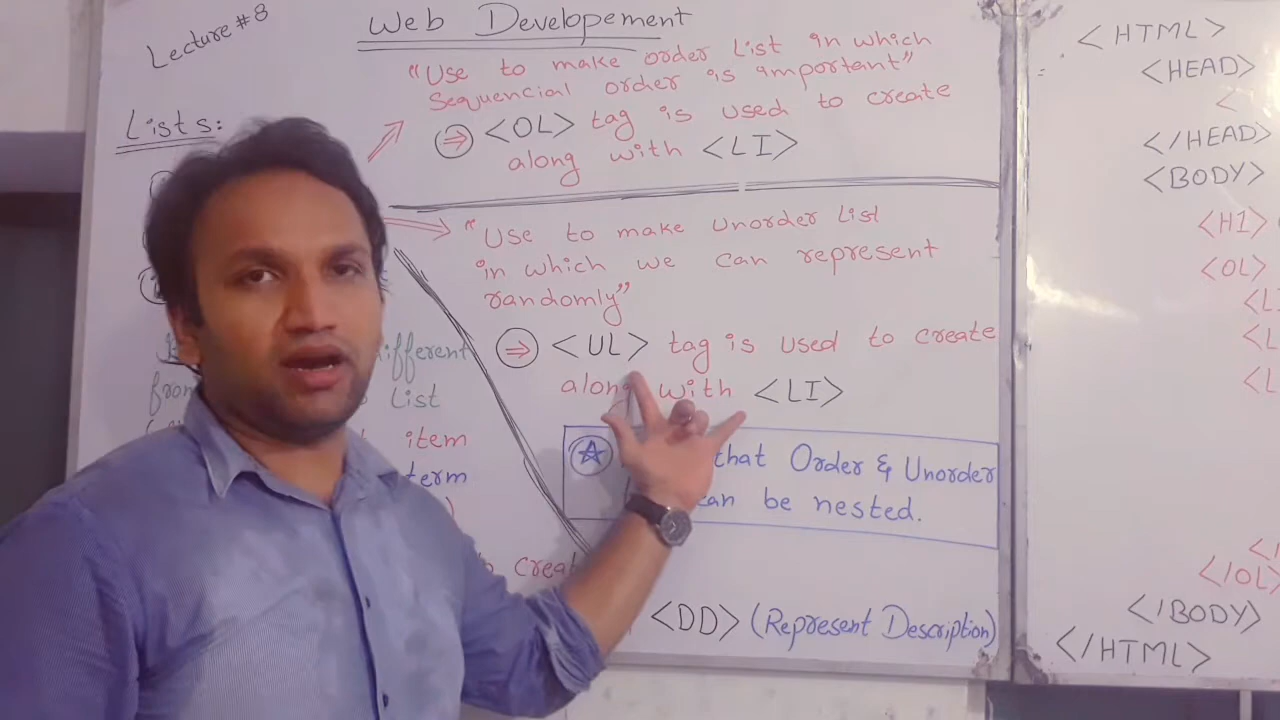 Lecture # 8
Web Developement
Lists:
"Use to make order List in which
Sequencial order is important"
⇒ <OL> tag is used to create
along with <LI>
"Use to make Unorder List
in which we can represent
randomly"
⇒ <UL> tag is used to create
along with <LI>
that Order & Unorder
can be nested.
different
from List
item
term
to creat
<DD> (Represent Description)
<HTML>
<HEAD>
<
</HEAD>
<BODY>
<H1>
<OL>
<L
<L
<L
</
</OL>
</BODY>
</HTML>